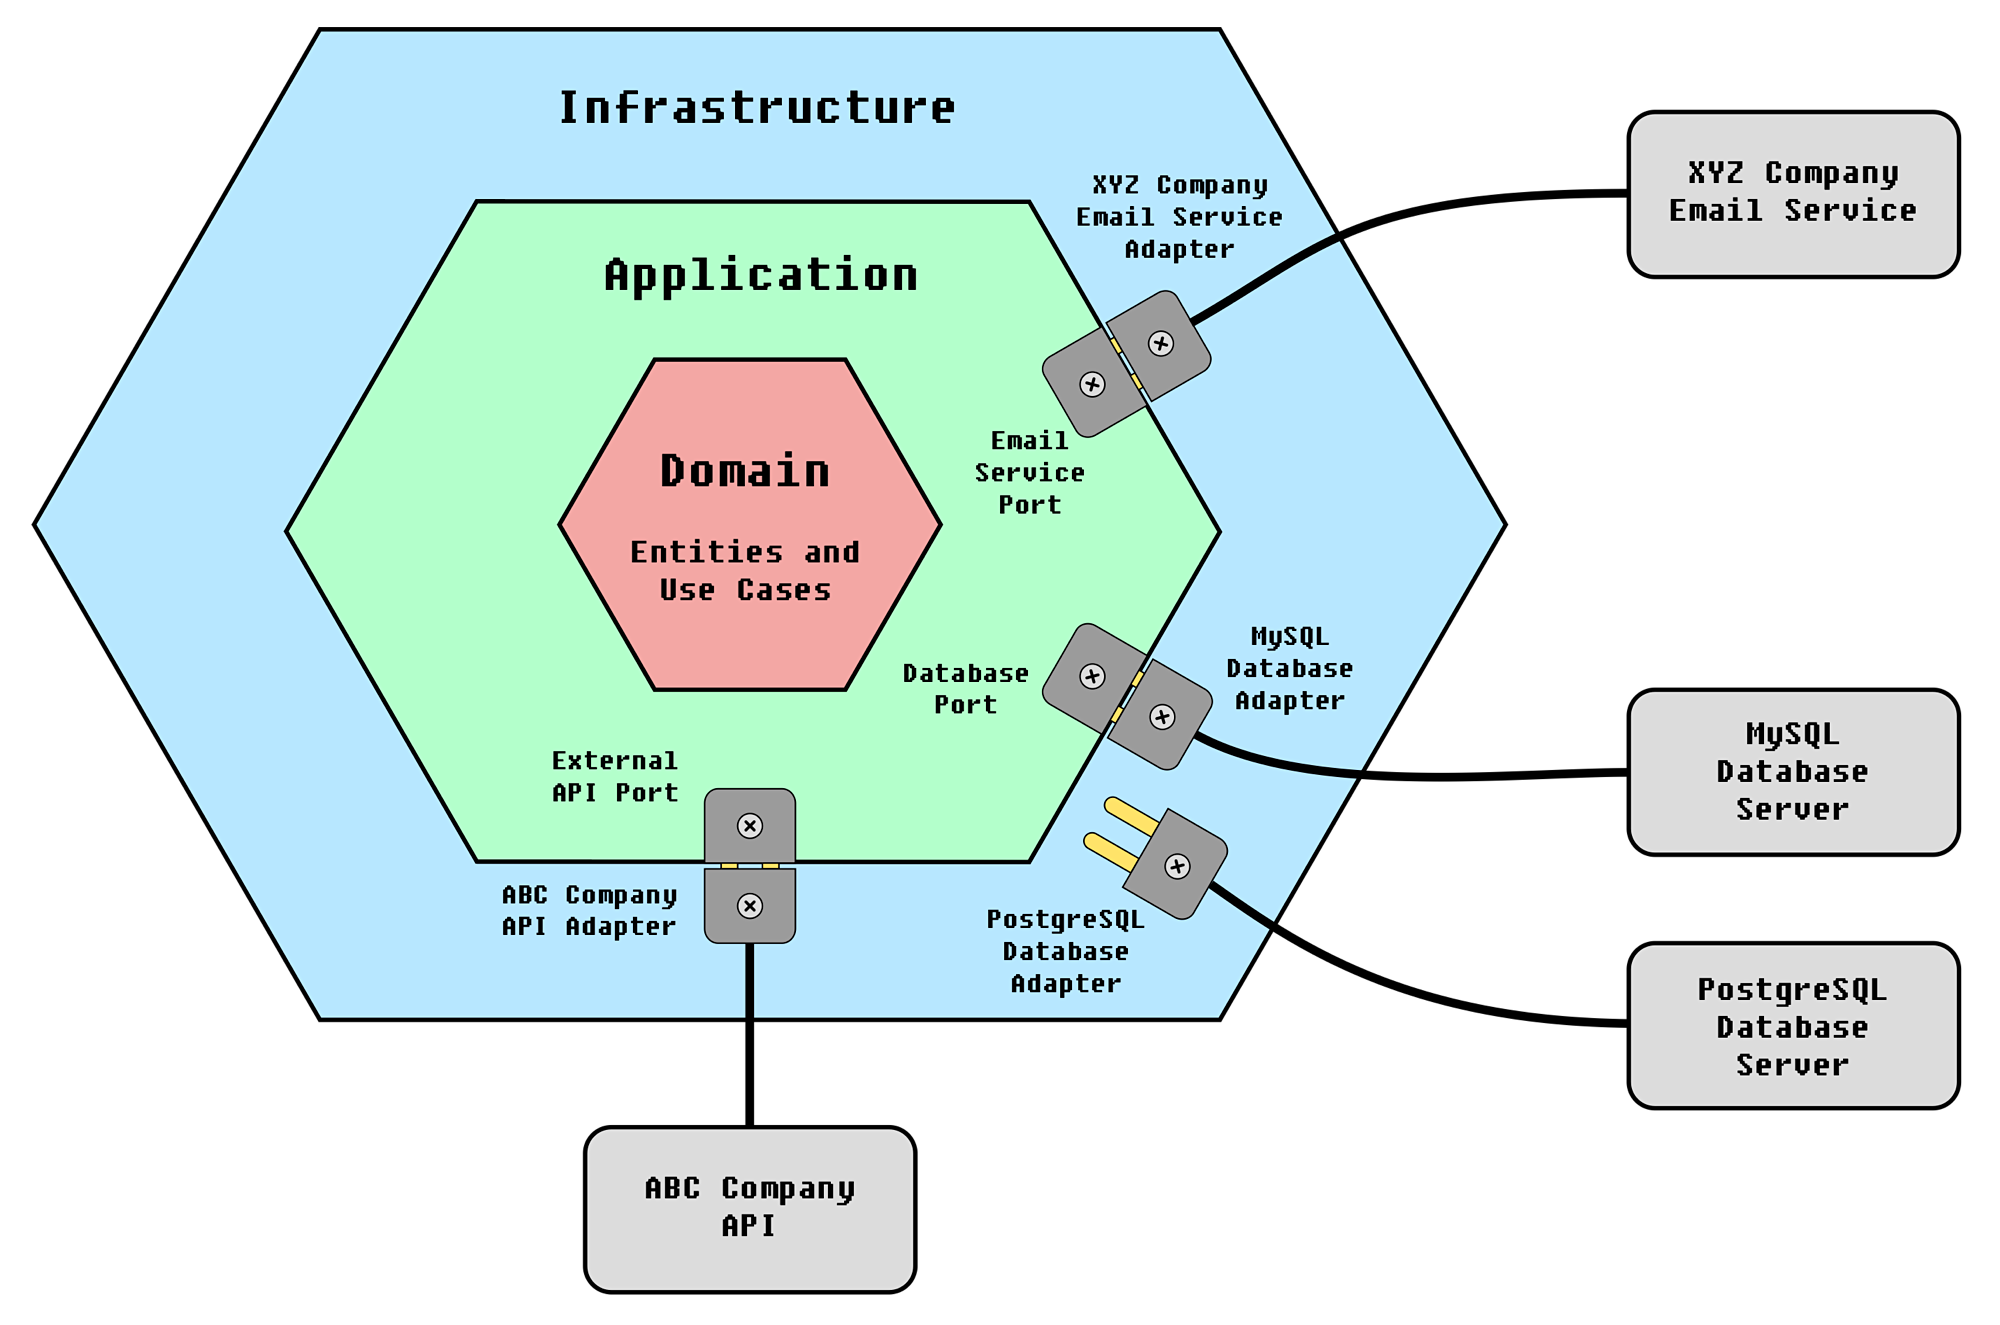 Infrastructure
XYZ Company
Email Service
Adapter
XYZ Company
Email Service
Application
Email
Service
Port
Domain
Entities and
Use Cases
MySQL
Database
Adapter
Database
Port
MySQL
Database
Server
External
API Port
ABC Company
API Adapter
PostgreSQL
Database
Adapter
PostgreSQL
Database
Server
ABC Company
API